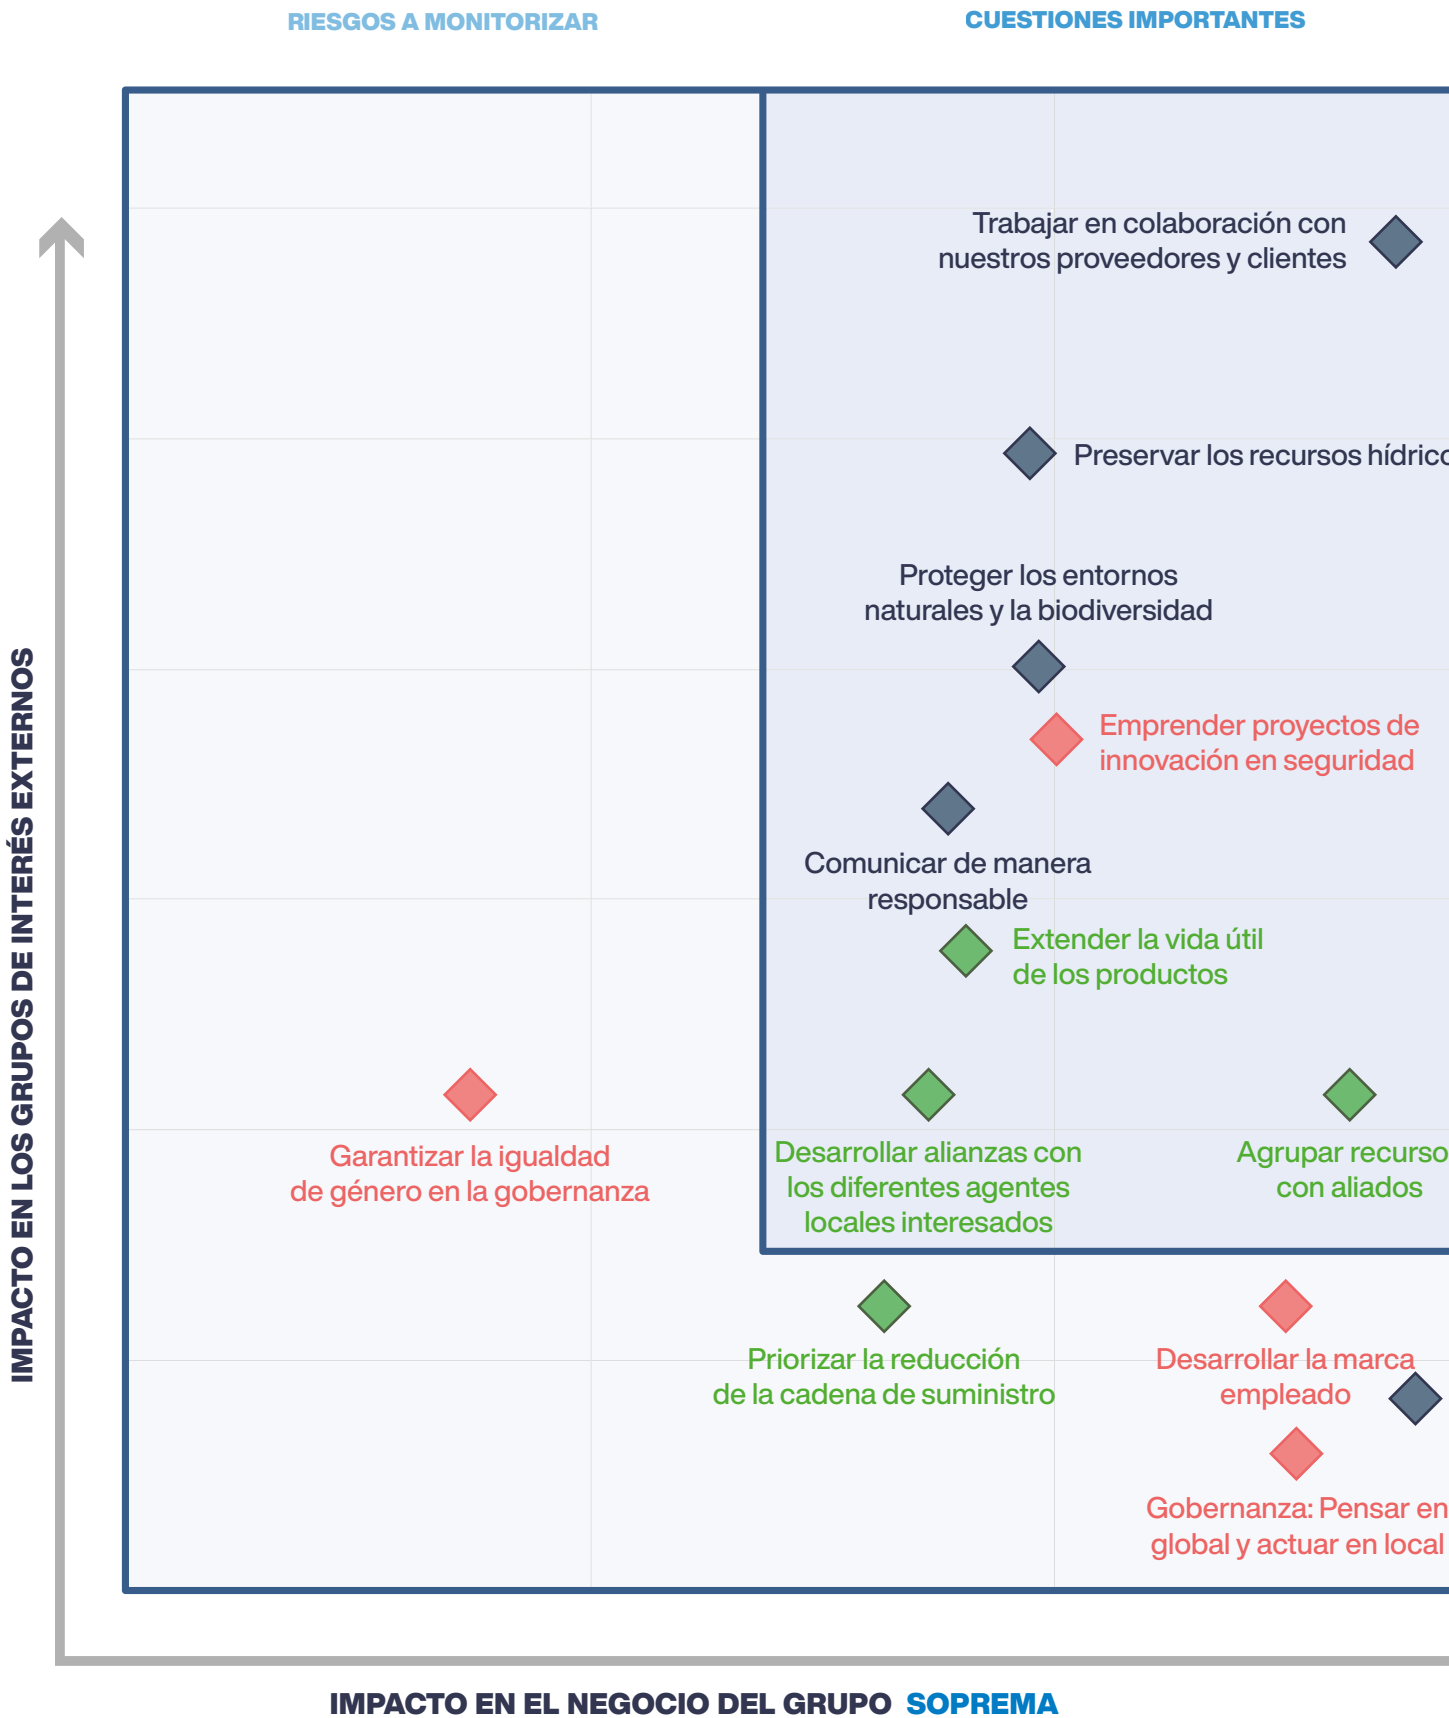 RIESGOS A MONITORIZAR
CUESTIONES IMPORTANTES
Trabajar en colaboración con
nuestros proveedores y clientes
Preservar los recursos
Proteger los entornos
naturales y la biodiversidad
Emprender proyectos de
innovación en seguridad
Comunicar de manera
responsable
Extender la vida útil
de los productos
Garantizar la igualdad
de género en la gobernanza
Desarrollar alianzas con
los diferentes agentes
locales interesados
Agrupar recurso
con aliados
Priorizar la reducción
de la cadena de suministro
Desarrollar la marca
empleado
Gobernanza: Pensar en
global y actuar en local
IMPACTO EN LOS GRUPOS DE INTERÉS EXTERNOS
IMPACTO EN EL NEGOCIO DEL GRUPO SOPREMA